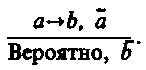 a→b, ā
Вероятно, b̄.